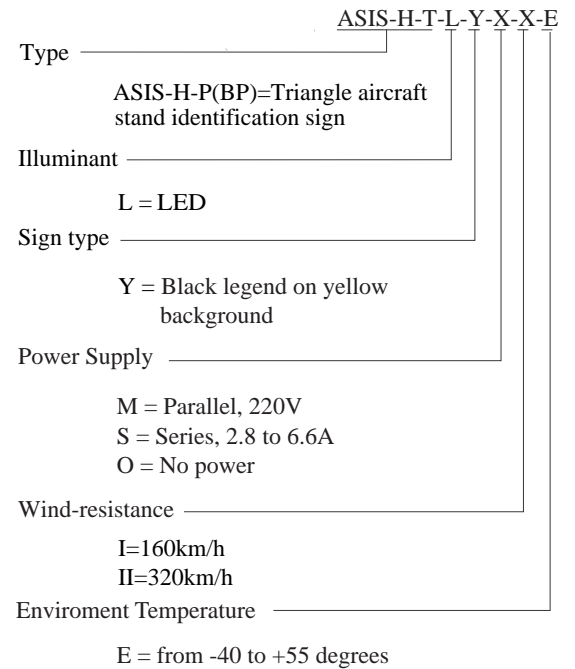 ASIS-H-T-L-Y-X-X-E
Type
ASIS-H-P(BP)=Triangle aircraft
stand identification sign
Illuminant
L = LED
Sign type
Y = Black legend on yellow
background
Power Supply
M = Parallel, 220V
S = Series, 2.8 to 6.6A
O = No power
Wind-resistance
I=160km/h
II=320km/h
Enviroment Temperature
E = from -40 to +55 degrees